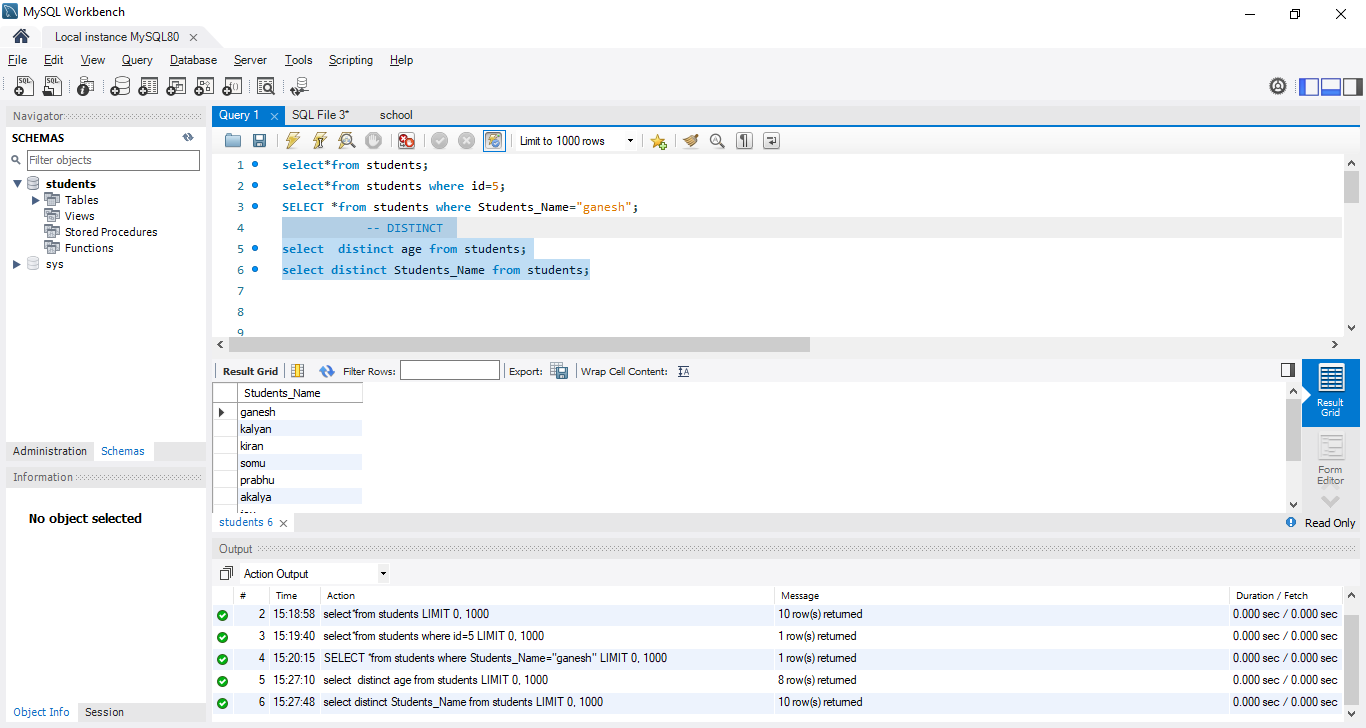 MySQL Workbench
Local instance MySQL80
File Edit View Query Database Server Tools Scripting Help
Navigator
SCHEMAS
Filter objects
students
Tables
Views
Stored Procedures
Functions
sys
Administration Schemas
Information
No object selected
Object Info Session
Query 1 SQL File 3* school
Limit to 1000 rows
1 select*from students;
2 select*from students where id=5;
3 SELECT *from students where Students_Name="ganesh";
4 -- DISTINCT
5 select  distinct age from students;
6 select distinct Students_Name from students;
7
8
9
Result Grid Filter Rows: Export: Wrap Cell Content:
Students_Name
ganesh
kalyan
kiran
somu
prabhu
akalya
Result
Grid
Form
Editor
students 6
Read Only
Output
Action Output
# Time Action Message Duration / Fetch
2 15:18:58 select*from students LIMIT 0, 1000 10 row(s) returned 0.000 sec / 0.000 sec
3 15:19:40 select*from students where id=5 LIMIT 0, 1000 1 row(s) returned 0.000 sec / 0.000 sec
4 15:20:15 SELECT *from students where Students_Name="ganesh" LIMIT 0, 1000 1 row(s) returned 0.000 sec / 0.000 sec
5 15:27:10 select  distinct age from students LIMIT 0, 1000 8 row(s) returned 0.000 sec / 0.000 sec
6 15:27:48 select distinct Students_Name from students LIMIT 0, 1000 10 row(s) returned 0.000 sec / 0.000 sec